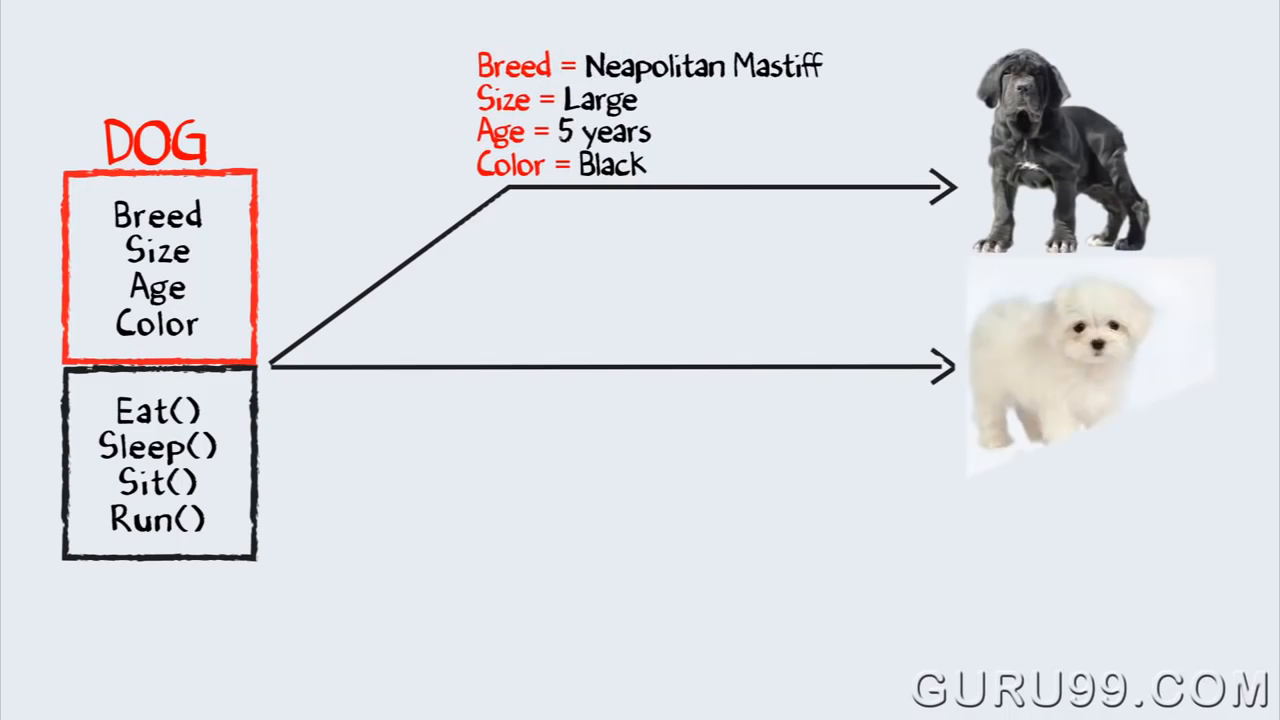 DOG
Breed
Size
Age
Color
Eat()
Sleep()
Sit()
Run()
Breed = Neapolitan Mastiff
Size = Large
Age = 5 years
Color = Black
GURU99.COM